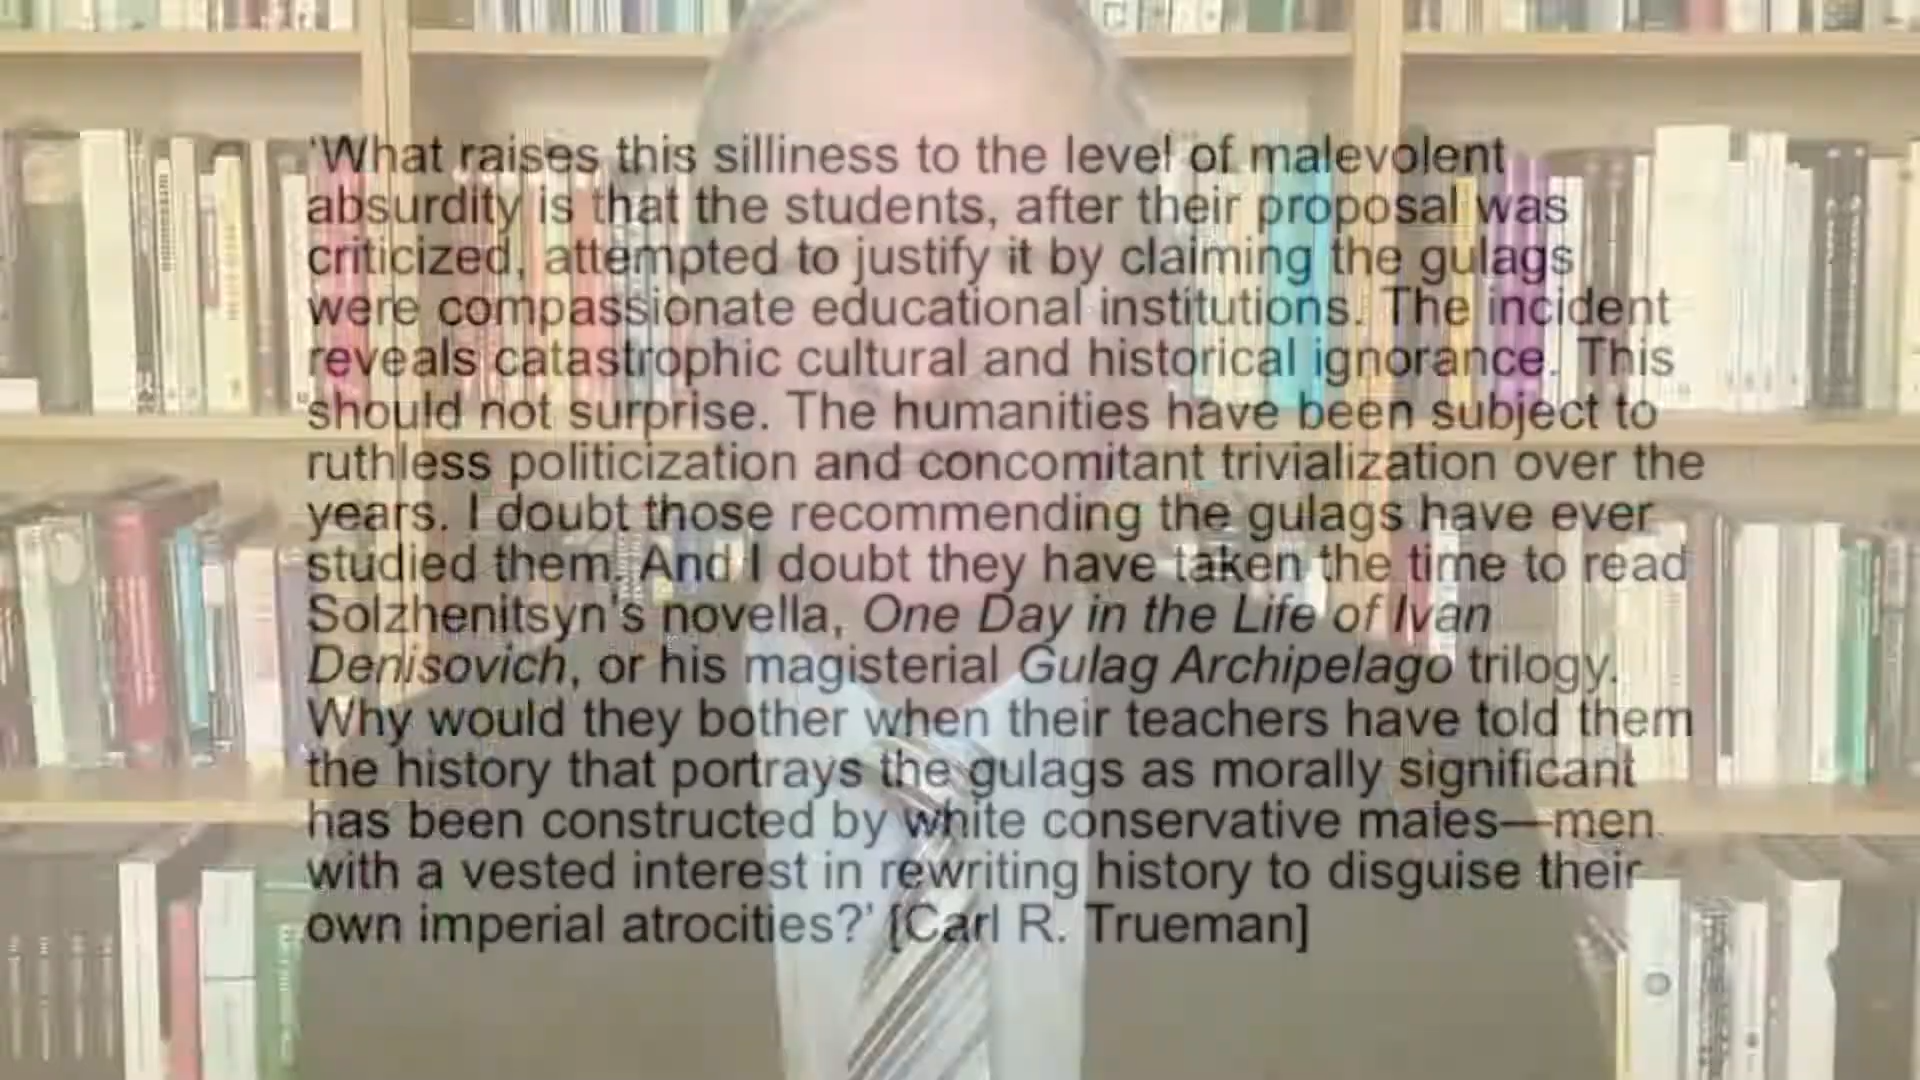 'What raises this silliness to the level of malevolent
absurdity is that the students, after their proposal was
criticized, attempted to justify it by claiming the gulags
were compassionate educational institutions. The incident
reveals catastrophic cultural and historical ignorance. This
should not surprise. The humanities have been subject to
ruthless politicization and concomitant trivialization over the
years. I doubt those recommending the gulags have ever
studied them. And I doubt they have taken the time to read
Solzhenitsyn's novella, One Day in the Life of Ivan
Denisovich, or his magisterial Gulag Archipelago trilogy.
Why would they bother when their teachers have told them
the history that portrays the gulags as morally significant
has been constructed by white conservative males—men
with a vested interest in rewriting history to disguise their
own imperial atrocities?' [Carl R. Trueman]